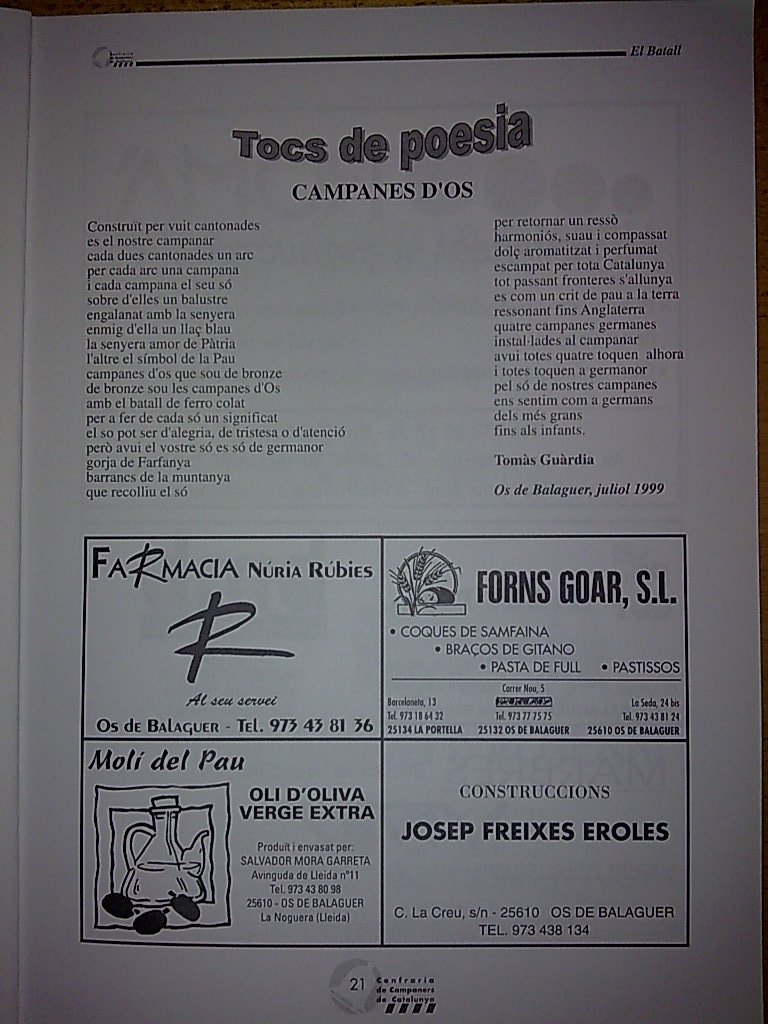 Confraria
de Campaners
de Catalunya
El Batall
Tocs de poesia
CAMPANES D'OS
Construït per vuit cantonades
es el nostre campanar
cada dues cantonades un arc
per cada arc una campana
i cada campana el seu só
sobre d'elles un balustre
engalanat amb la senyera
enmig d'ella un llaç blau
la senyera amor de Pàtria
l'altre el símbol de la Pau
campanes d'os que sou de bronze
de bronze sou les campanes d'Os
amb el batall de ferro colat
per a fer de cada só un significat
el so pot ser d'alegria, de tristesa o d'atenció
però avui el vostre só es só de germanor
gorja de Farfanya
barrancs de la muntanya
que recolliu el só
per retornar un ressò
harmoniós, suau i compassat
dolç aromatitzat i perfumat
escampat per tota Catalunya
tot passant fronteres s'allunya
es com un crit de pau a la terra
ressonant fins Anglaterra
quatre campanes germanes
instal·lades al campanar
avui totes quatre toquen alhora
i totes toquen a germanor
pel só de nostres campanes
ens sentim com a germans
dels més grans
fins als infants.
Tomàs Guàrdia
Os de Balaguer, juliol 1999
FARMACIA NÚRIA RÚBIES
R
Al seu servei
OS DE BALAGUER - TEL. 973 43 81 36
FORNS GOAR, S.L.
• COQUES DE SAMFAINA
• BRAÇOS DE GITANO
• PASTA DE FULL • PASTISSOS
Barceloneta, 13
Tel. 973 18 64 32
25134 LA PORTELLA
Carrer Nou, 5
Tel. 973 77 75 75
25132 OS DE BALAGUER
La Seda, 24 bis
Tel. 973 43 81 24
25610 OS DE BALAGUER
Molí del Pau
OLI D'OLIVA
VERGE EXTRA
Produït i envasat per:
SALVADOR MORA GARRETA
Avinguda de Lleida nº11
Tel. 973 43 80 98
25610 - OS DE BALAGUER
La Noguera (Lleida)
CONSTRUCCIONS
JOSEP FREIXES EROLES
C. La Creu, s/n - 25610 OS DE BALAGUER
TEL. 973 438 134
21
Confraria
de Campaners
de Catalunya